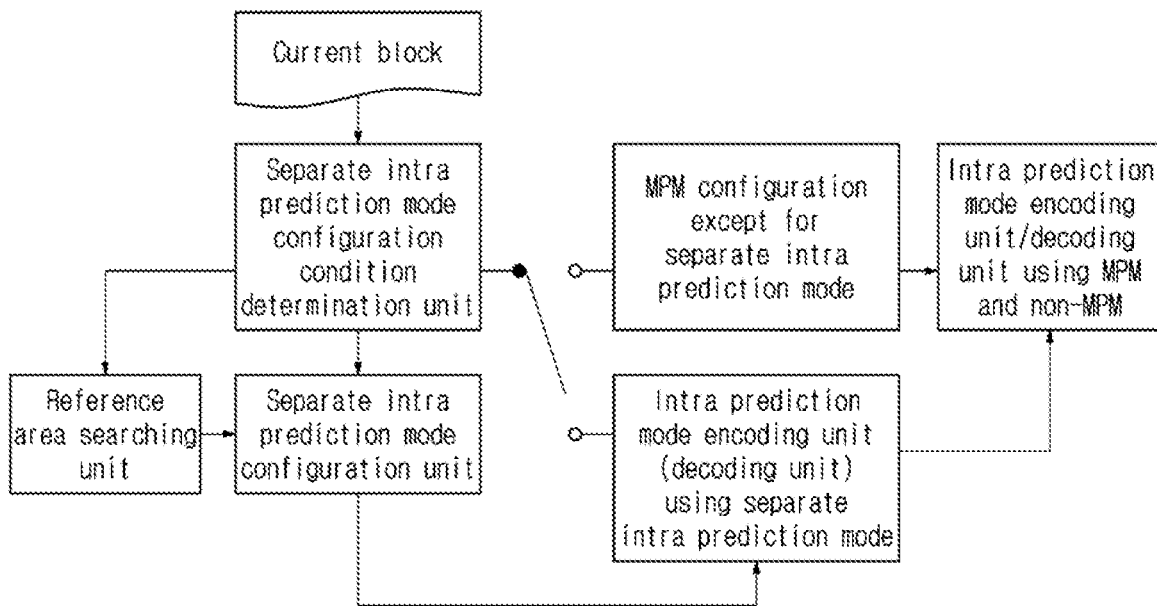 Current block
Separate intra
prediction mode
configuration
condition
determination unit
MPM configuration
except for
separate intra
prediction mode
Intra prediction
mode encoding
unit/decoding
unit using MPM
and non-MPM
Reference
area searching
unit
Separate intra
prediction mode
configuration unit
Intra prediction
mode encoding unit
(decoding unit)
using separate
intra prediction mode